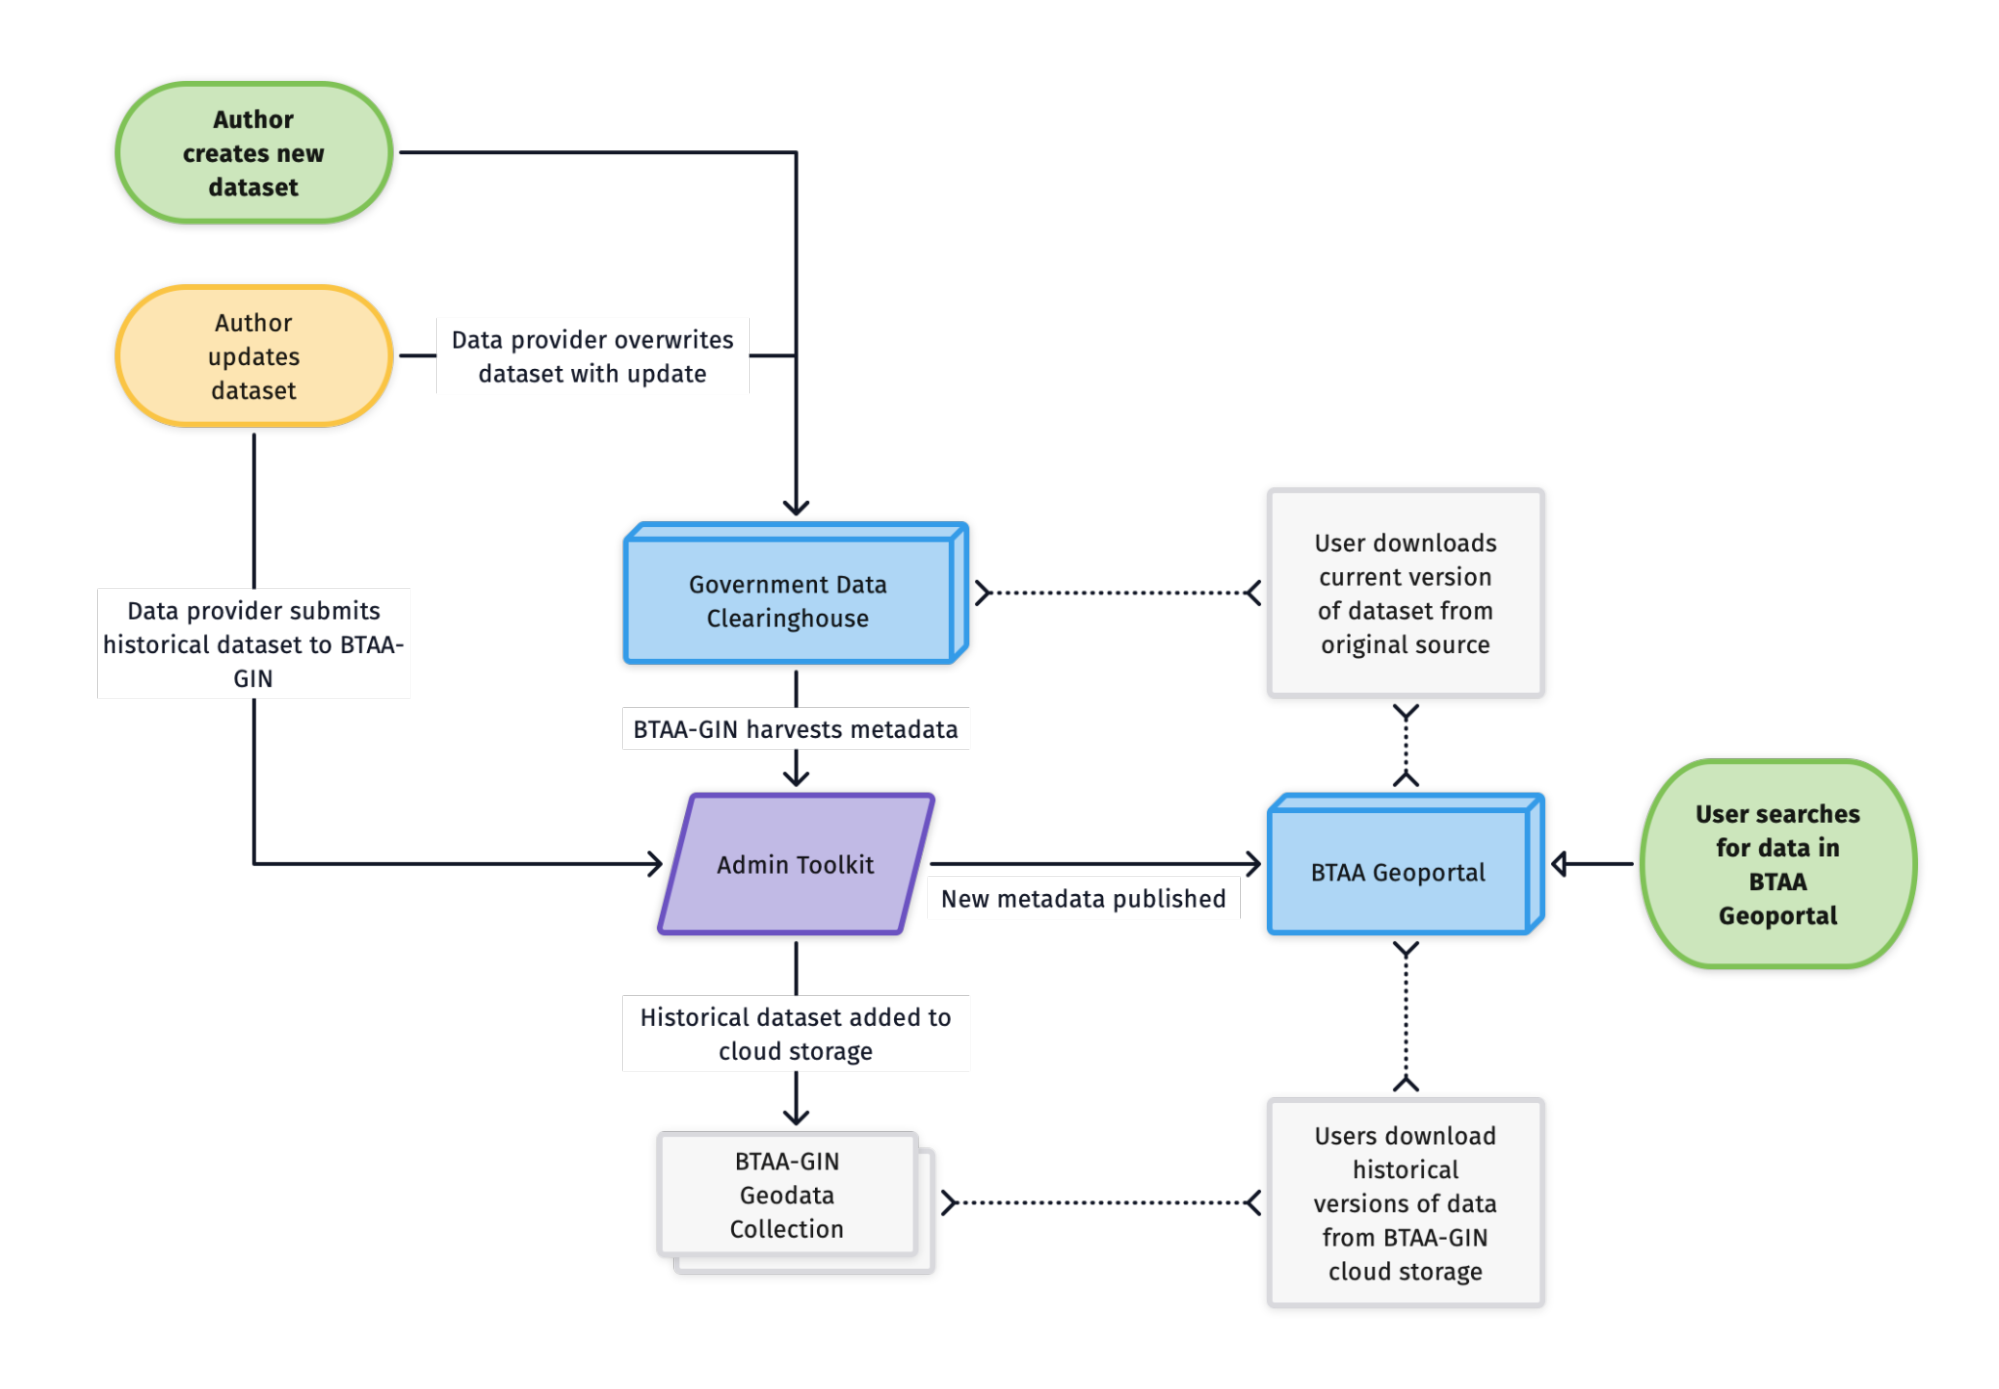 Author
creates new
dataset
Author
updates
dataset
Data provider overwrites
dataset with update
Data provider submits
historical dataset to BTAA-
GIN
Government Data
Clearinghouse
User downloads
current version
of dataset from
original source
BTAA-GIN harvests metadata
Admin Toolkit
New metadata published
BTAA Geoportal
User searches
for data in
BTAA
Geoportal
Historical dataset added to
cloud storage
BTAA-GIN
Geodata
Collection
Users download
historical
versions of data
from BTAA-GIN
cloud storage